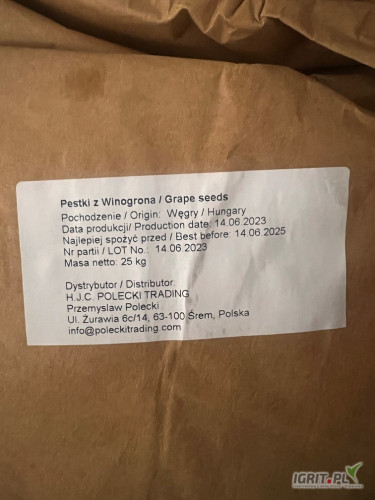 Pestki z Winogrona / Grape seeds
Pochodzenie / Origin: Węgry / Hungary
Data produkcji/ Production date: 14.06.2023
Najlepiej spożyć przed / Best before: 14.06.2025
Nr partii / LOT No.: 14.06.2023
Masa netto: 25 kg
Dystrybutor / Distributor:
H.J.C. POLECKI TRADING
Przemyslaw Polecki
Ul. Żurawia 6c/14, 63-100 Śrem, Polska
info@poleckitrading.com
IGRIT.PL